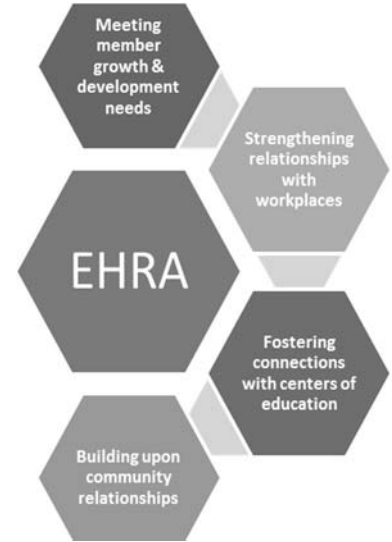 Meeting
member
growth &
development
needs
Strengthening
relationships
with
workplaces
EHRA
Fostering
connections
with centers of
education
Building upon
community
relationships